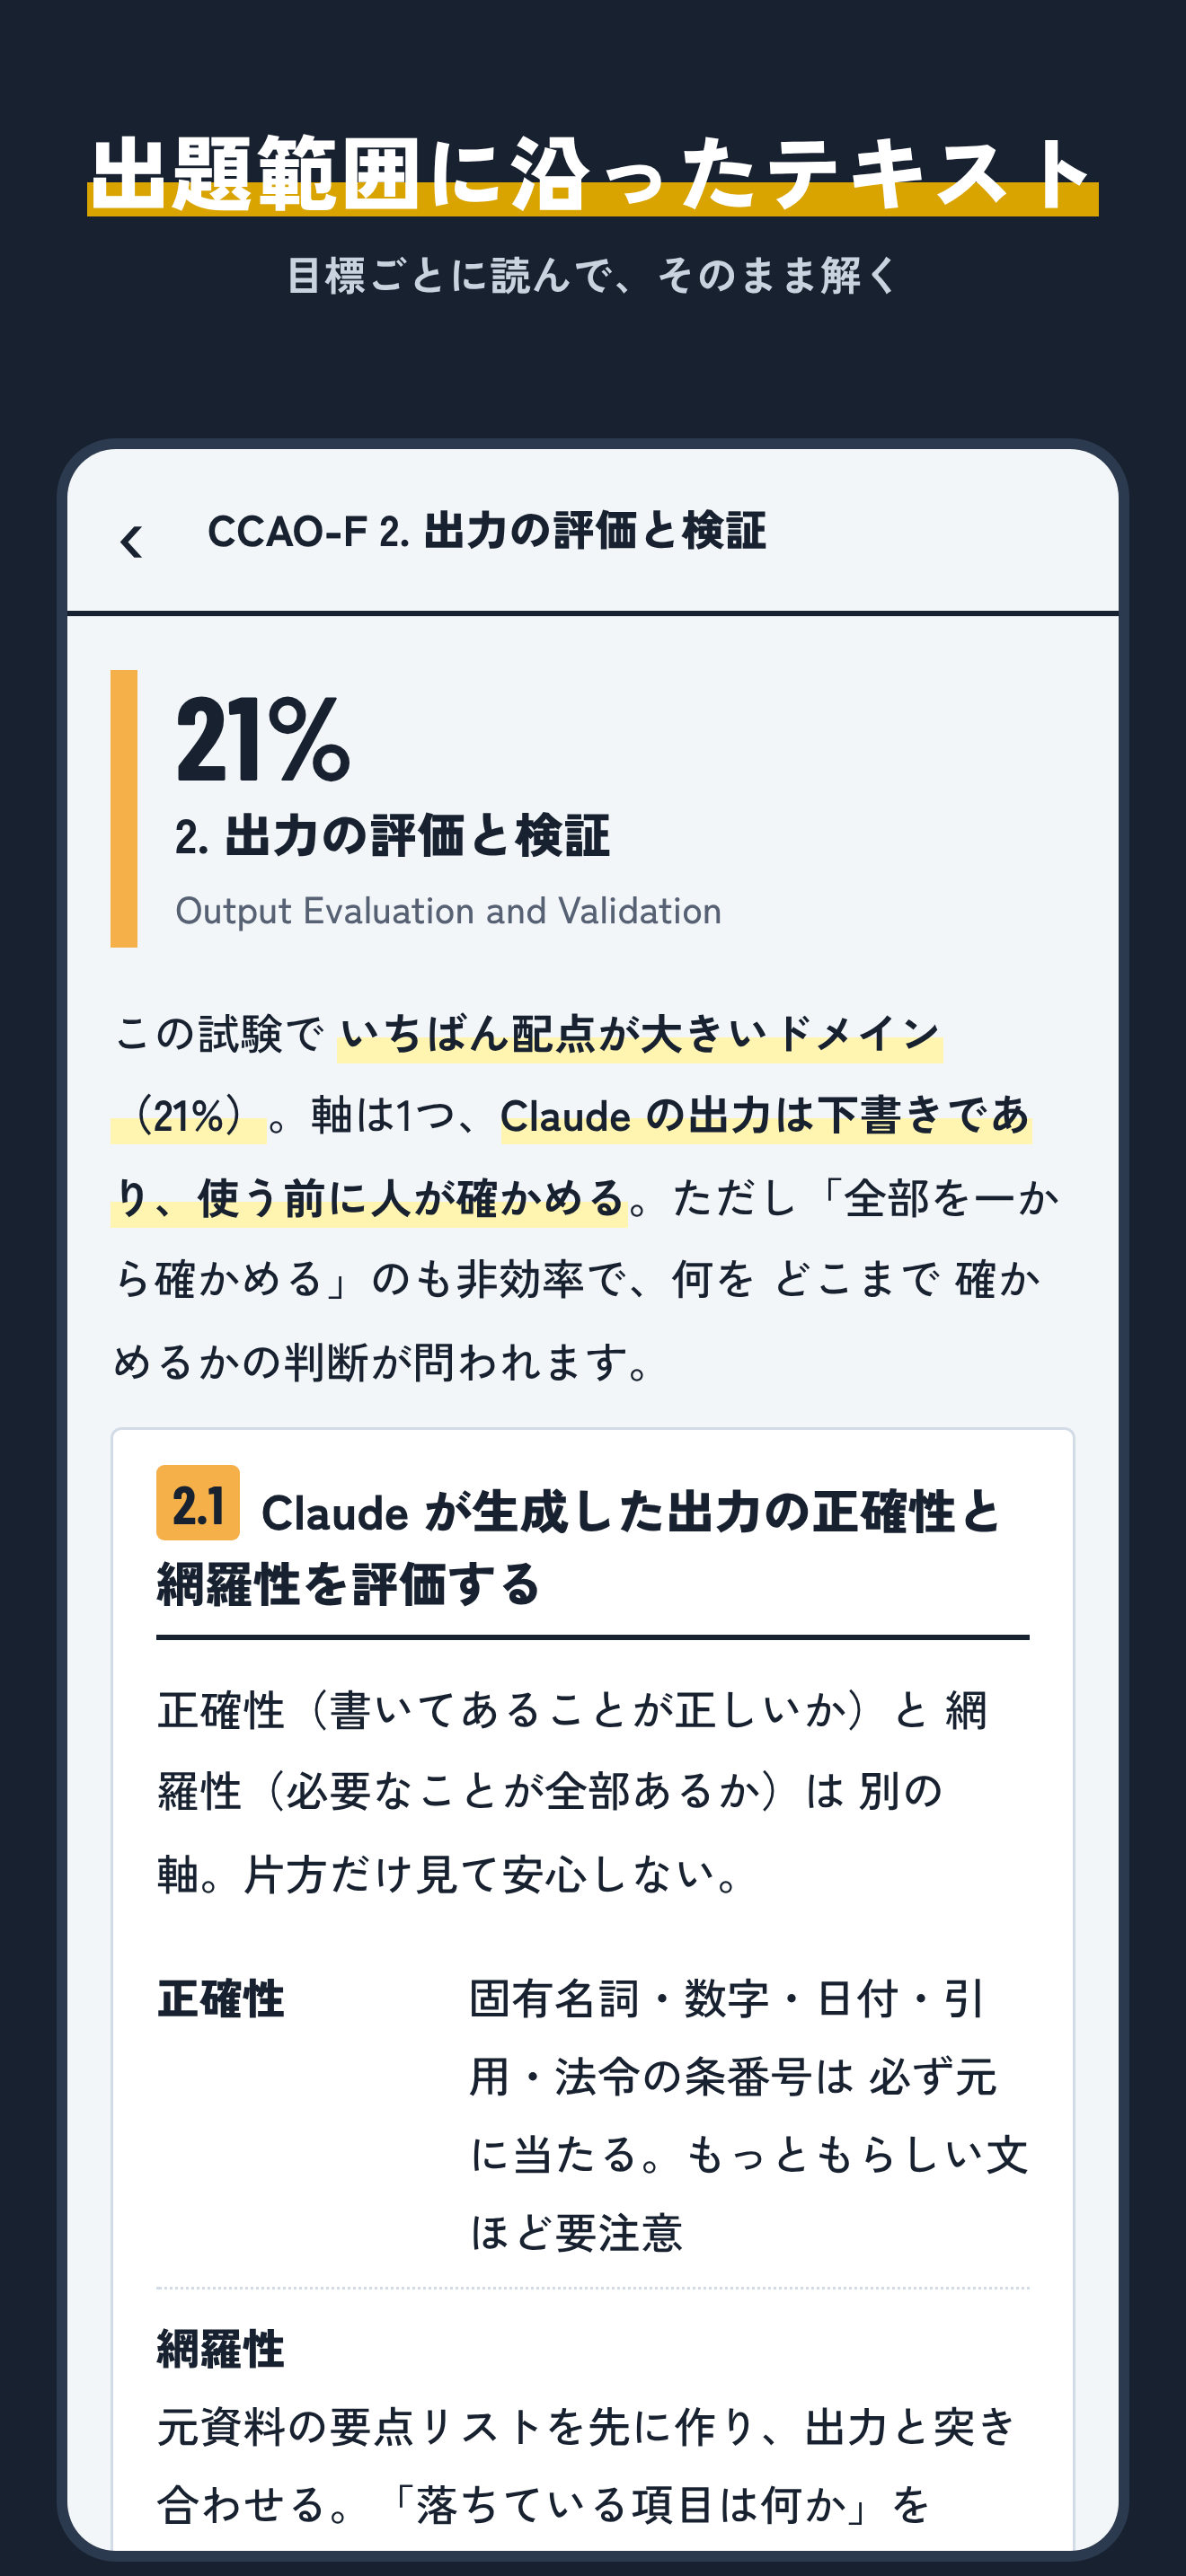 出題範囲に沿ったテキスト
目標ごとに読んで、そのまま解く
‹ CCAO-F 2. 出力の評価と検証
21%
2. 出力の評価と検証
Output Evaluation and Validation
この試験で いちばん配点が大きいドメイン
（21%）。軸は1つ、Claude の出力は下書きであ
り、使う前に人が確かめる。ただし「全部を一か
ら確かめる」のも非効率で、何を どこまで 確か
めるかの判断が問われます。
2.1 Claude が生成した出力の正確性と
網羅性を評価する
正確性（書いてあることが正しいか）と 網
羅性（必要なことが全部あるか）は 別の
軸。片方だけ見て安心しない。
正確性 固有名詞・数字・日付・引
用・法令の条番号は 必ず元
に当たる。もっともらしい文
ほど要注意
網羅性
元資料の要点リストを先に作り、出力と突き
合わせる。「落ちている項目は何か」を